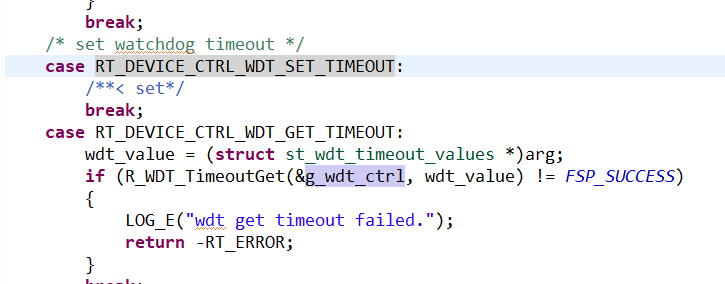 }
break;
/* set watchdog timeout */
case RT_DEVICE_CTRL_WDT_SET_TIMEOUT:
/**< set*/
break;
case RT_DEVICE_CTRL_WDT_GET_TIMEOUT:
wdt_value = (struct st_wdt_timeout_values *)arg;
if (R_WDT_TimeoutGet(&g_wdt_ctrl, wdt_value) != FSP_SUCCESS)
{
LOG_E("wdt get timeout failed.");
return -RT_ERROR;
}
break;